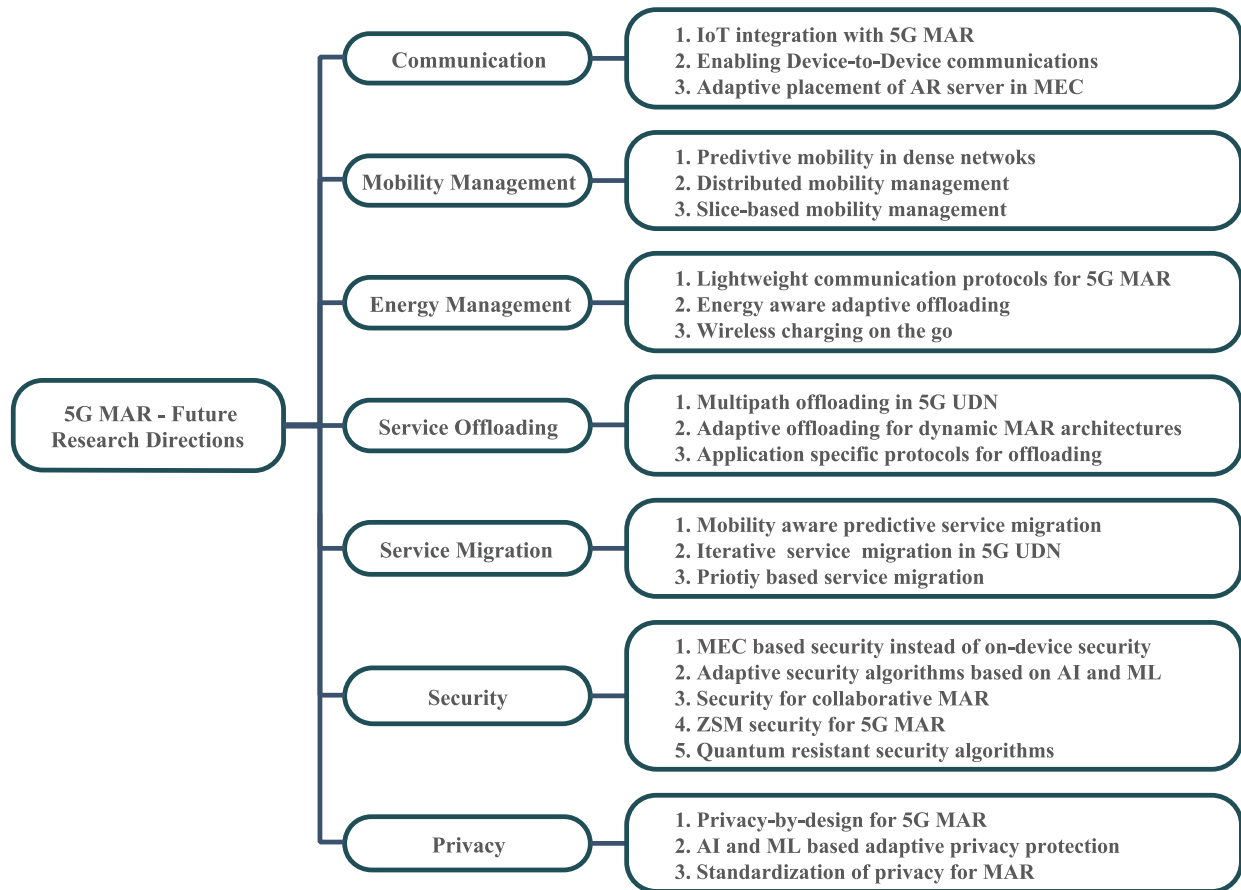 5G MAR - Future
Research Directions
Communication
1. IoT integration with 5G MAR
2. Enabling Device-to-Device communications
3. Adaptive placement of AR server in MEC
Mobility Management
1. Predivtive mobility in dense netwoks
2. Distributed mobility management
3. Slice-based mobility management
Energy Management
1. Lightweight communication protocols for 5G MAR
2. Energy aware adaptive offloading
3. Wireless charging on the go
Service Offloading
1. Multipath offloading in 5G UDN
2. Adaptive offloading for dynamic MAR architectures
3. Application specific protocols for offloading
Service Migration
1. Mobility aware predictive service migration
2. Iterative service migration in 5G UDN
3. Priotiy based service migration
Security
1. MEC based security instead of on-device security
2. Adaptive security algorithms based on AI and ML
3. Security for collaborative MAR
4. ZSM security for 5G MAR
5. Quantum resistant security algorithms
Privacy
1. Privacy-by-design for 5G MAR
2. AI and ML based adaptive privacy protection
3. Standardization of privacy for MAR